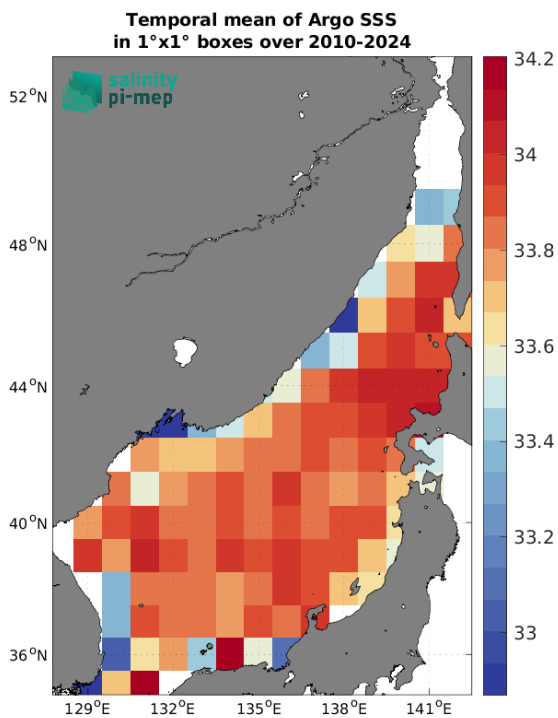 Temporal mean of Argo SSS
in 1°x1° boxes over 2010-2024
salinity
pi-mep
52°N
48°N
44°N
40°N
36°N
129°E
132°E
135°E
138°E
141°E
34.2
34
33.8
33.6
33.4
33.2
33